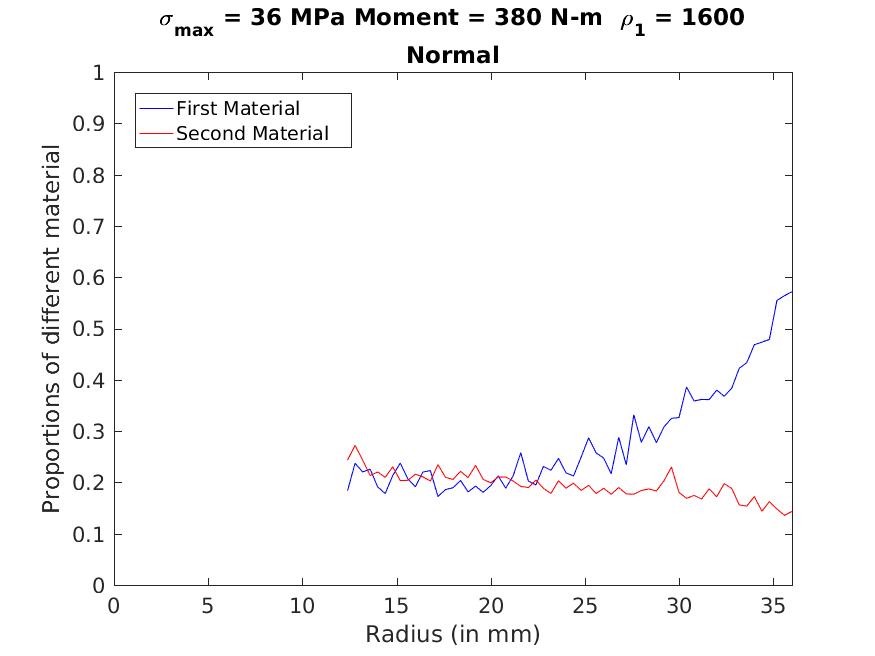 σmax = 36 MPa Moment = 380 N-m ρ1 = 1600
Normal
1
0.9
0.8
0.7
0.6
0.5
0.4
0.3
0.2
0.1
0
Proportions of different material
First Material
Second Material
0 5 10 15 20 25 30 35
Radius (in mm)